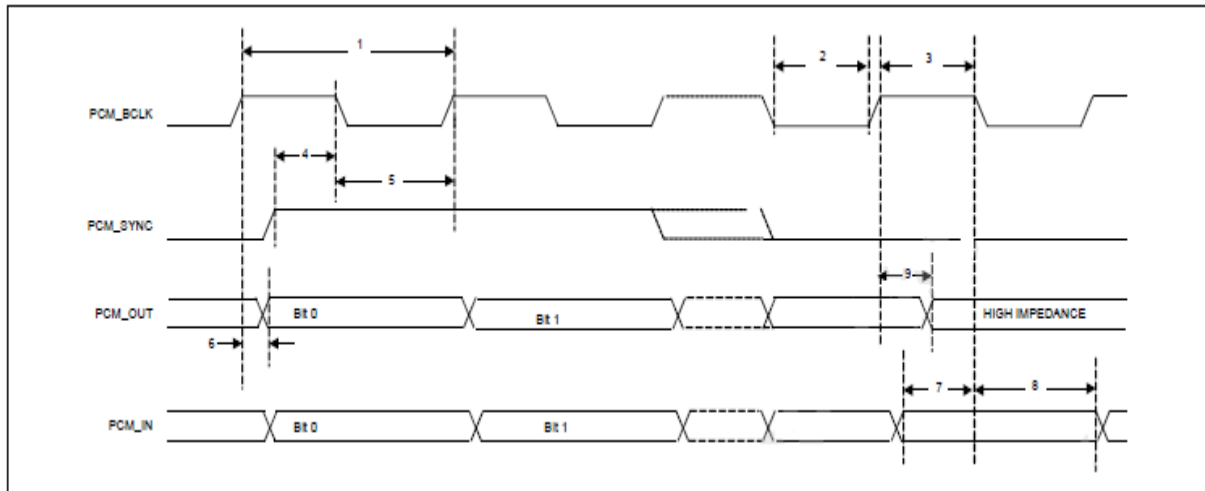 1
2
3
PCM_BCLK
4
5
PCM_SYNC
9
PCM_OUT
Bit 0
Bit 1
HIGH IMPEDANCE
6
7
8
PCM_IN
Bit 0
Bit 1